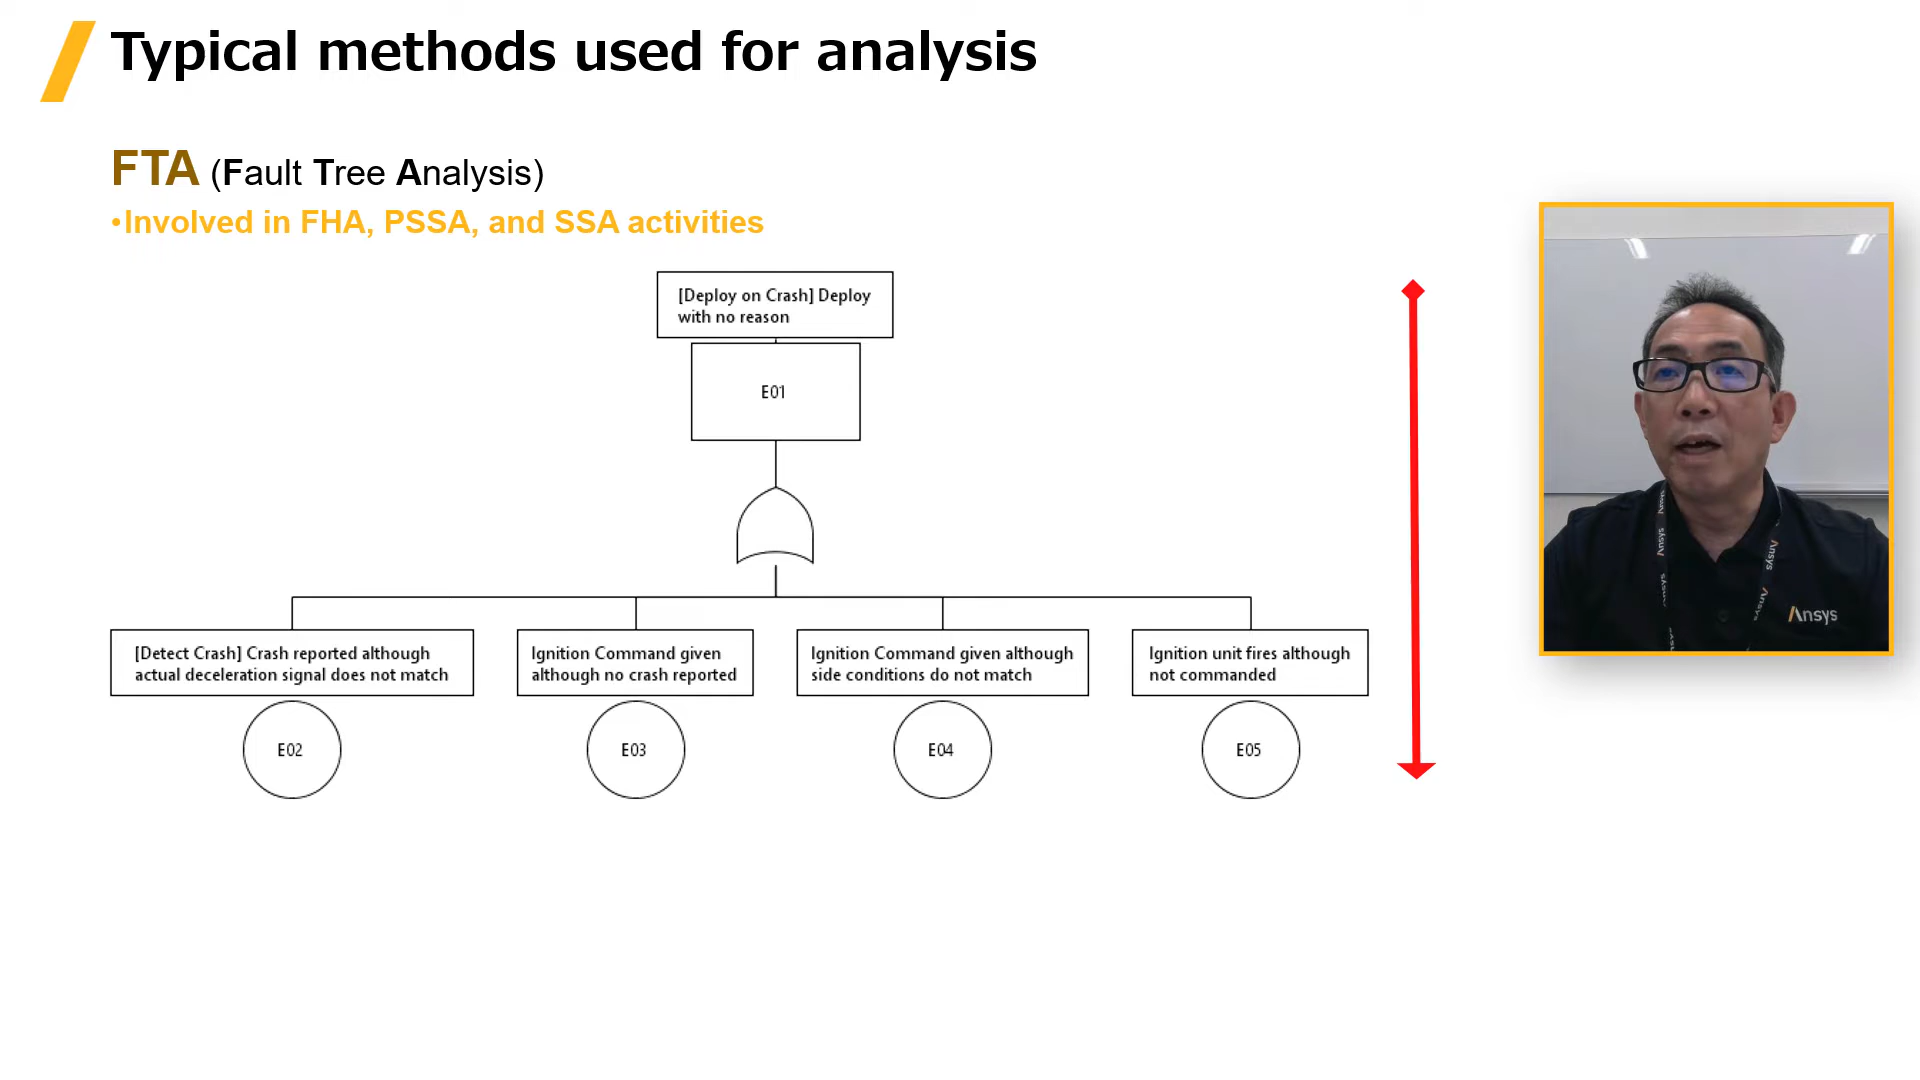 Typical methods used for analysis
FTA (Fault Tree Analysis)
•Involved in FHA, PSSA, and SSA activities
[Deploy on Crash] Deploy
with no reason
E01
[Detect Crash] Crash reported although
actual deceleration signal does not match
Ignition Command given
although no crash reported
Ignition Command given although
side conditions do not match
Ignition unit fires although
not commanded
E02
E03
E04
E05
Ansys
Ansys
Ansys